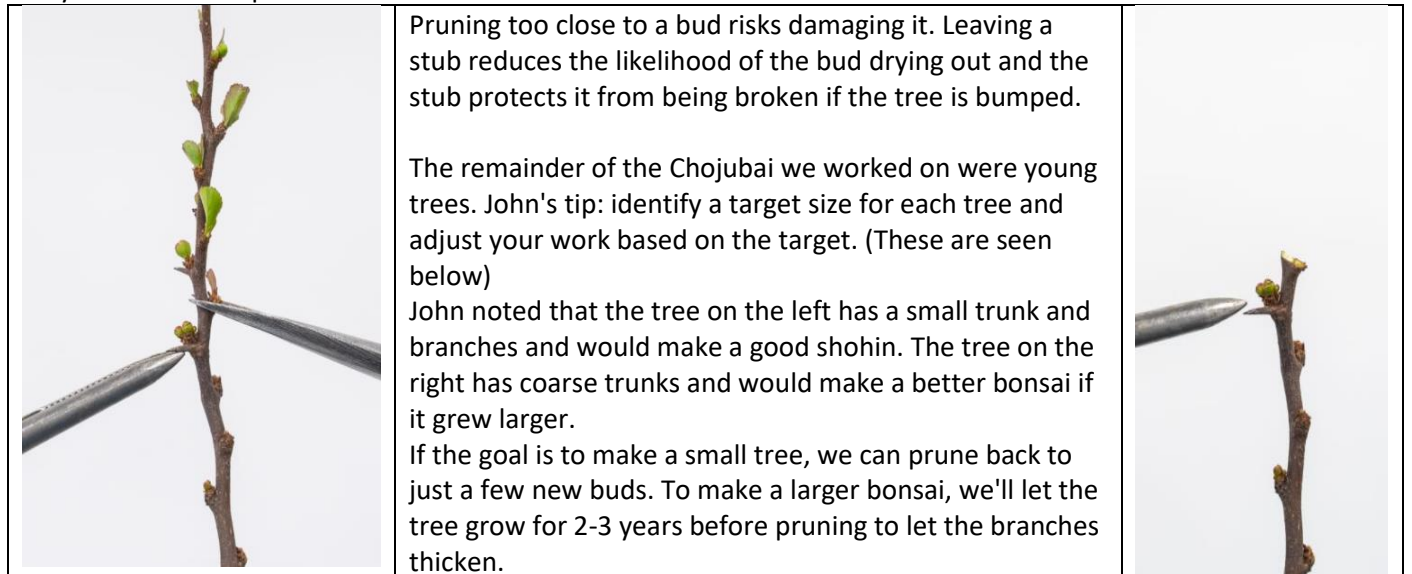 Pruning too close to a bud risks damaging it. Leaving a
stub reduces the likelihood of the bud drying out and the
stub protects it from being broken if the tree is bumped.
The remainder of the Chojubai we worked on were young
trees. John's tip: identify a target size for each tree and
adjust your work based on the target. (These are seen
below)
John noted that the tree on the left has a small trunk and
branches and would make a good shohin. The tree on the
right has coarse trunks and would make a better bonsai if
it grew larger.
If the goal is to make a small tree, we can prune back to
just a few new buds. To make a larger bonsai, we'll let the
tree grow for 2-3 years before pruning to let the branches
thicken.